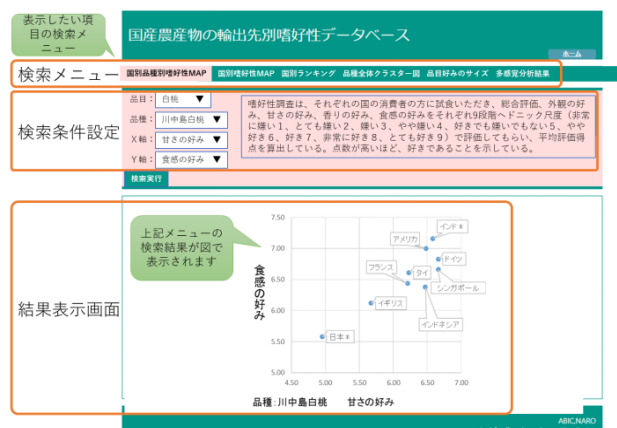 表示したい項
目の検索メ
ニュー
国産農産物の輸出先別嗜好性データベース
ホーム
検索メニュー
国別品種別嗜好性MAP 国別嗜好性MAP 国別ランキング 品種全体クラスター図 品目好みのサイズ 多感覚分析結果
検索条件設定
品目： 白桃 ▼
品種： 川中島白桃 ▼
X軸： 甘さの好み ▼
Y軸： 食感の好み ▼
嗜好性調査は、それぞれの国の消費者の方に試食いただき、総合評価、外観の好
み、甘さの好み、香りの好み、食感の好みをそれぞれ9段階ヘドニック尺度（非常
に嫌い１、とても嫌い２、嫌い３、やや嫌い４、好きでも嫌いでもない５、やや
好き６、好き７、非常に好き８、とても好き９）で評価してもらい、平均評価得
点を算出している。点数が高いほど、好きであることを示している。
検索実行
結果表示画面
上記メニューの
検索結果が図で
表示されます
食感の好み
7.50
7.00
6.50
6.00
5.50
5.00
インド※
アメリカ
ドイツ
フランス
タイ
シンガポール
イギリス
インドネシア
日本※
4.50 5.00 5.50 6.00 6.50 7.00
品種：川中島白桃 甘さの好み
ABIC,NARO